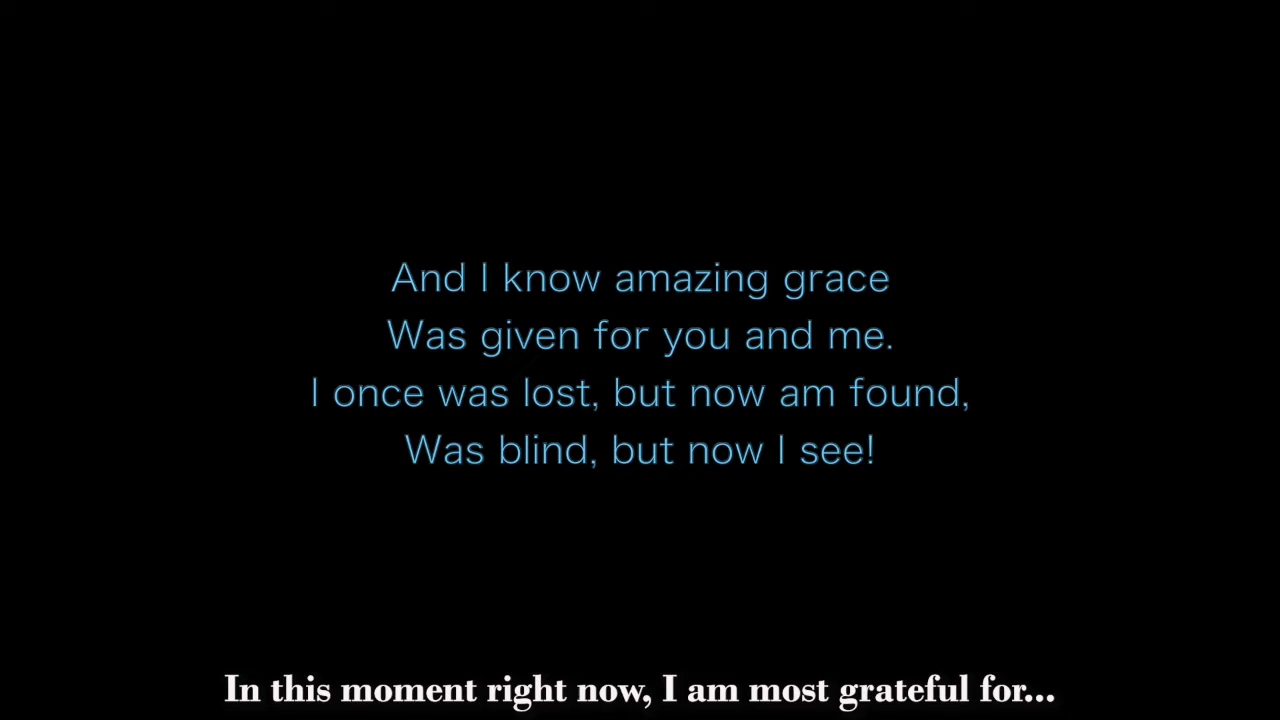 And I know amazing grace
Was given for you and me.
I once was lost, but now am found,
Was blind, but now I see!
In this moment right now, I am most grateful for...